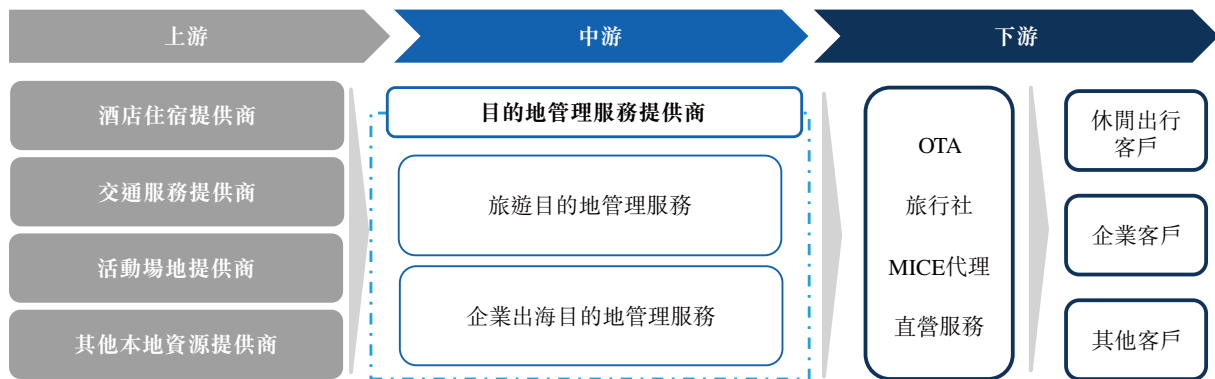 上游
中游
下游
酒店住宿提供商
交通服務提供商
活動場地提供商
其他本地資源提供商
目的地管理服務提供商
旅遊目的地管理服務
企業出海目的地管理服務
OTA
旅行社
MICE代理
直營服務
休閒出行
客戶
企業客戶
其他客戶